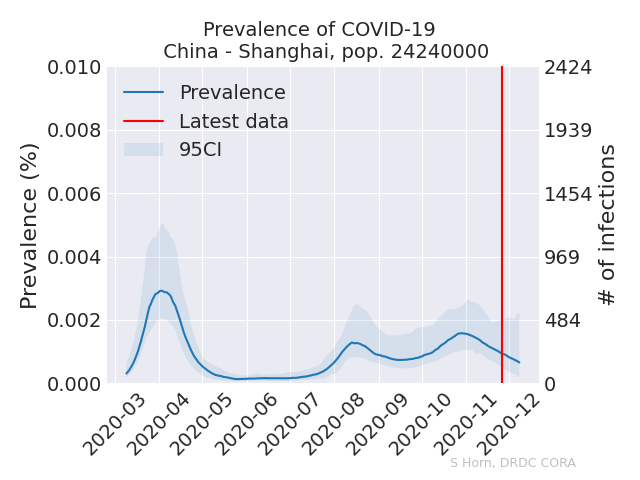 Prevalence of COVID-19
China - Shanghai, pop. 24240000
0.010
0.008
0.006
0.004
0.002
0.000
Prevalence (%)
Prevalence
Latest data
95CI
2424
1939
1454
969
484
0
# of infections
2020-03
2020-04
2020-05
2020-06
2020-07
2020-08
2020-09
2020-10
2020-11
2020-12
S Horn, DRDC CORA